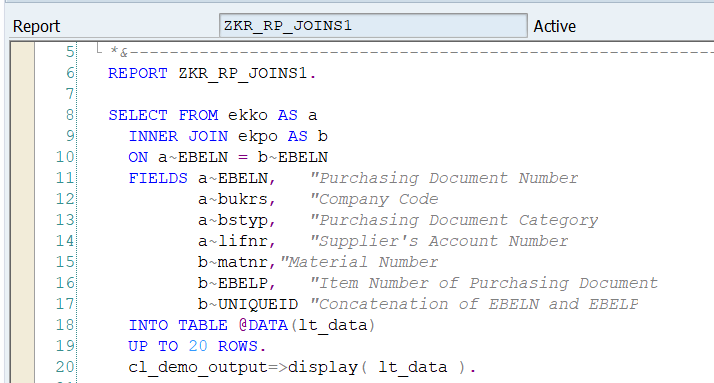 Report ZKR_RP_JOINS1 Active
5 *&---------------------------------------------------------------
6 REPORT ZKR_RP_JOINS1.
7
8 SELECT FROM ekko AS a
9 INNER JOIN ekpo AS b
10 ON a~EBELN = b~EBELN
11 FIELDS a~EBELN, "Purchasing Document Number
12 a~bukrs, "Company Code
13 a~bstyp, "Purchasing Document Category
14 a~lifnr, "Supplier's Account Number
15 b~matnr,"Material Number
16 b~EBELP, "Item Number of Purchasing Document
17 b~UNIQUEID "Concatenation of EBELN and EBELP
18 INTO TABLE @DATA(lt_data)
19 UP TO 20 ROWS.
20 cl_demo_output=>display( lt_data ).